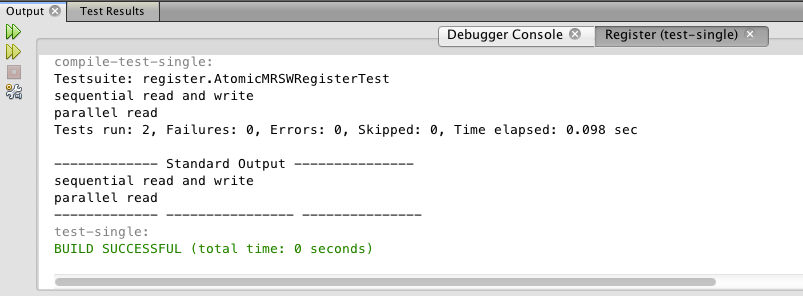 Output
Test Results
Debugger Console
Register (test-single)
compile-test-single:
Testsuite: register.AtomicMRSWRegisterTest
sequential read and write
parallel read
Tests run: 2, Failures: 0, Errors: 0, Skipped: 0, Time elapsed: 0.098 sec
------------- Standard Output ---------------
sequential read and write
parallel read
------------- ---------------- ---------------
test-single:
BUILD SUCCESSFUL (total time: 0 seconds)